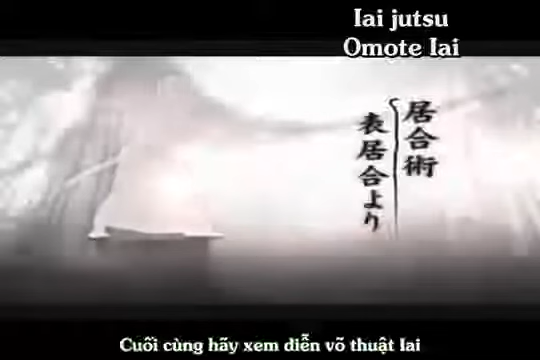 Iai jutsu
Omote Iai
居合術
表居合より
Cuối cùng hãy xem diễn võ thuật Iai